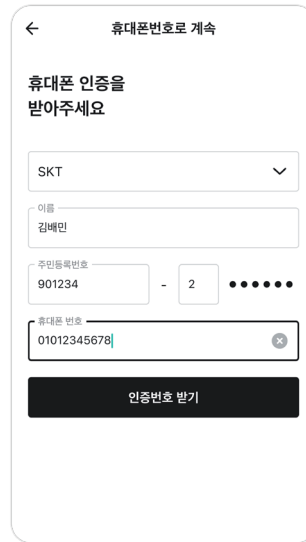 휴대폰번호로 계속
휴대폰 인증을
받아주세요
SKT
이름
김배민
주민등록번호
901234 - 2 ●●●●●●
휴대폰 번호
01012345678
인증번호 받기